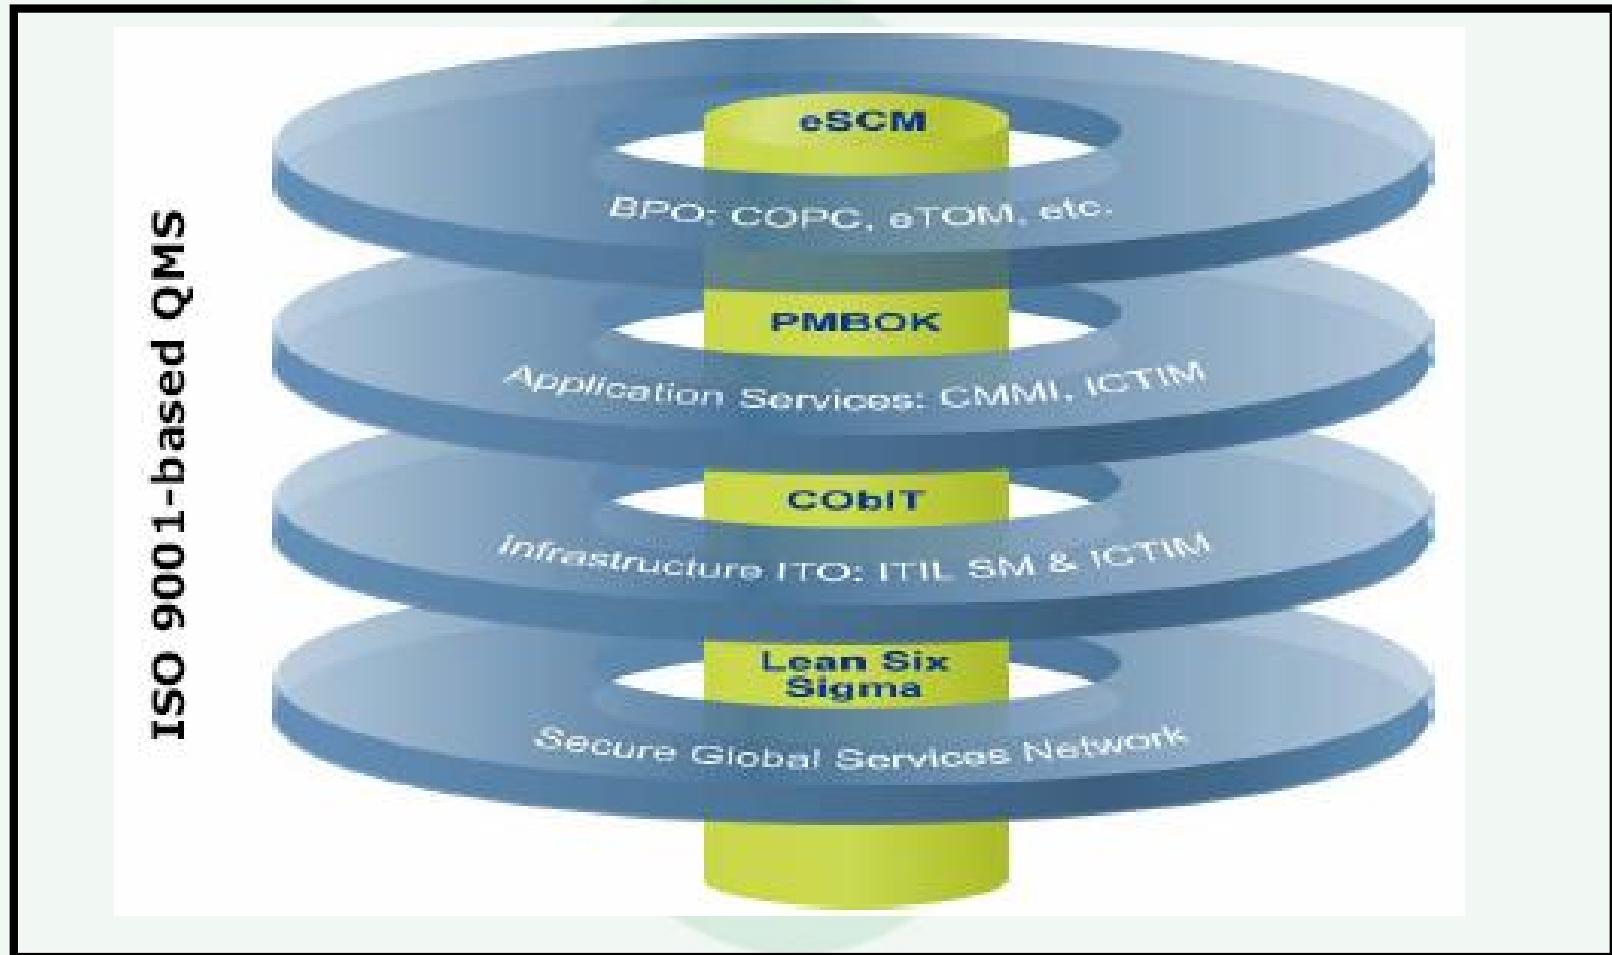 ISO 9001-based QMS
eSCM
BPO: COPC, eTOM, etc.
PMBOK
Application Services: CMMI, ICTIM
CObIT
Infrastructure ITO: ITIL SM & ICTIM
Lean Six
Sigma
Secure Global Services Network